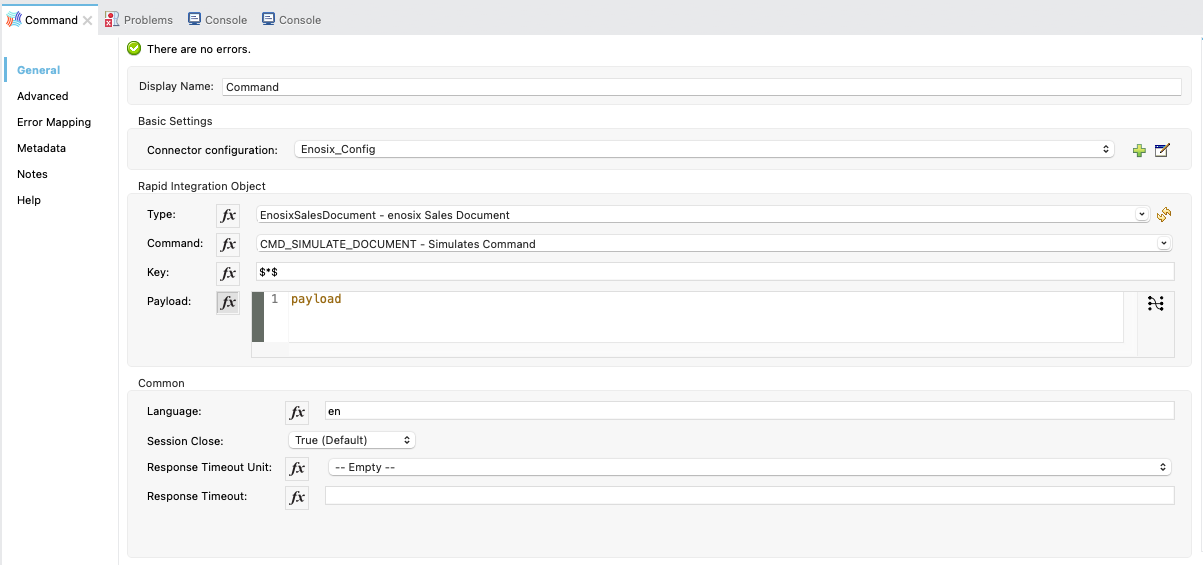 Command Problems Console Console
There are no errors.
General
Advanced
Error Mapping
Metadata
Notes
Help
Display Name: Command
Basic Settings
Connector configuration: Enosix_Config
Rapid Integration Object
Type: fx EnosixSalesDocument - enosix Sales Document
Command: fx CMD_SIMULATE_DOCUMENT - Simulates Command
Key: fx $*$
Payload: fx 1 payload
Common
Language: fx en
Session Close: True (Default)
Response Timeout Unit: fx -- Empty --
Response Timeout: fx